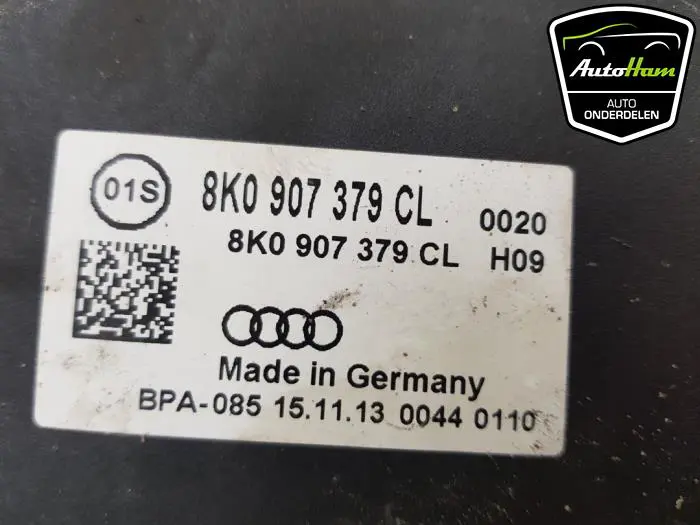 AutoHam
AUTO
ONDERDELEN
01S
8K0 907 379 CL 0020
8K0 907 379 CL H09
Made in Germany
BPA-085 15.11.13 0044 0110